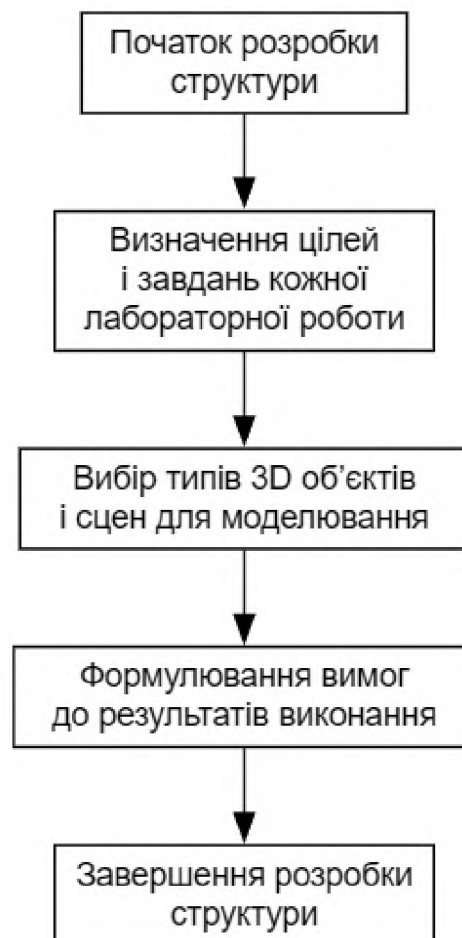 Початок розробки
структури
Визначення цілей
і завдань кожної
лабораторної роботи
Вибір типів 3D об’єктів
і сцен для моделювання
Формулювання вимог
до результатів виконання
Завершення розробки
структури